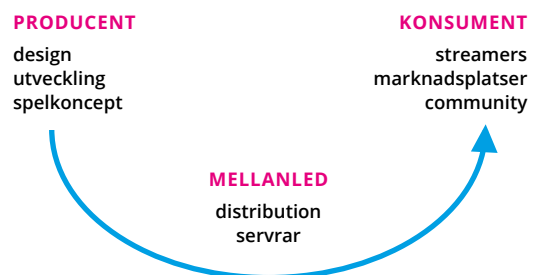 PRODUCENT
design
utveckling
spelkoncept
KONSUMENT
streamers
marknadsplatser
community
MELLANLED
distribution
servrar